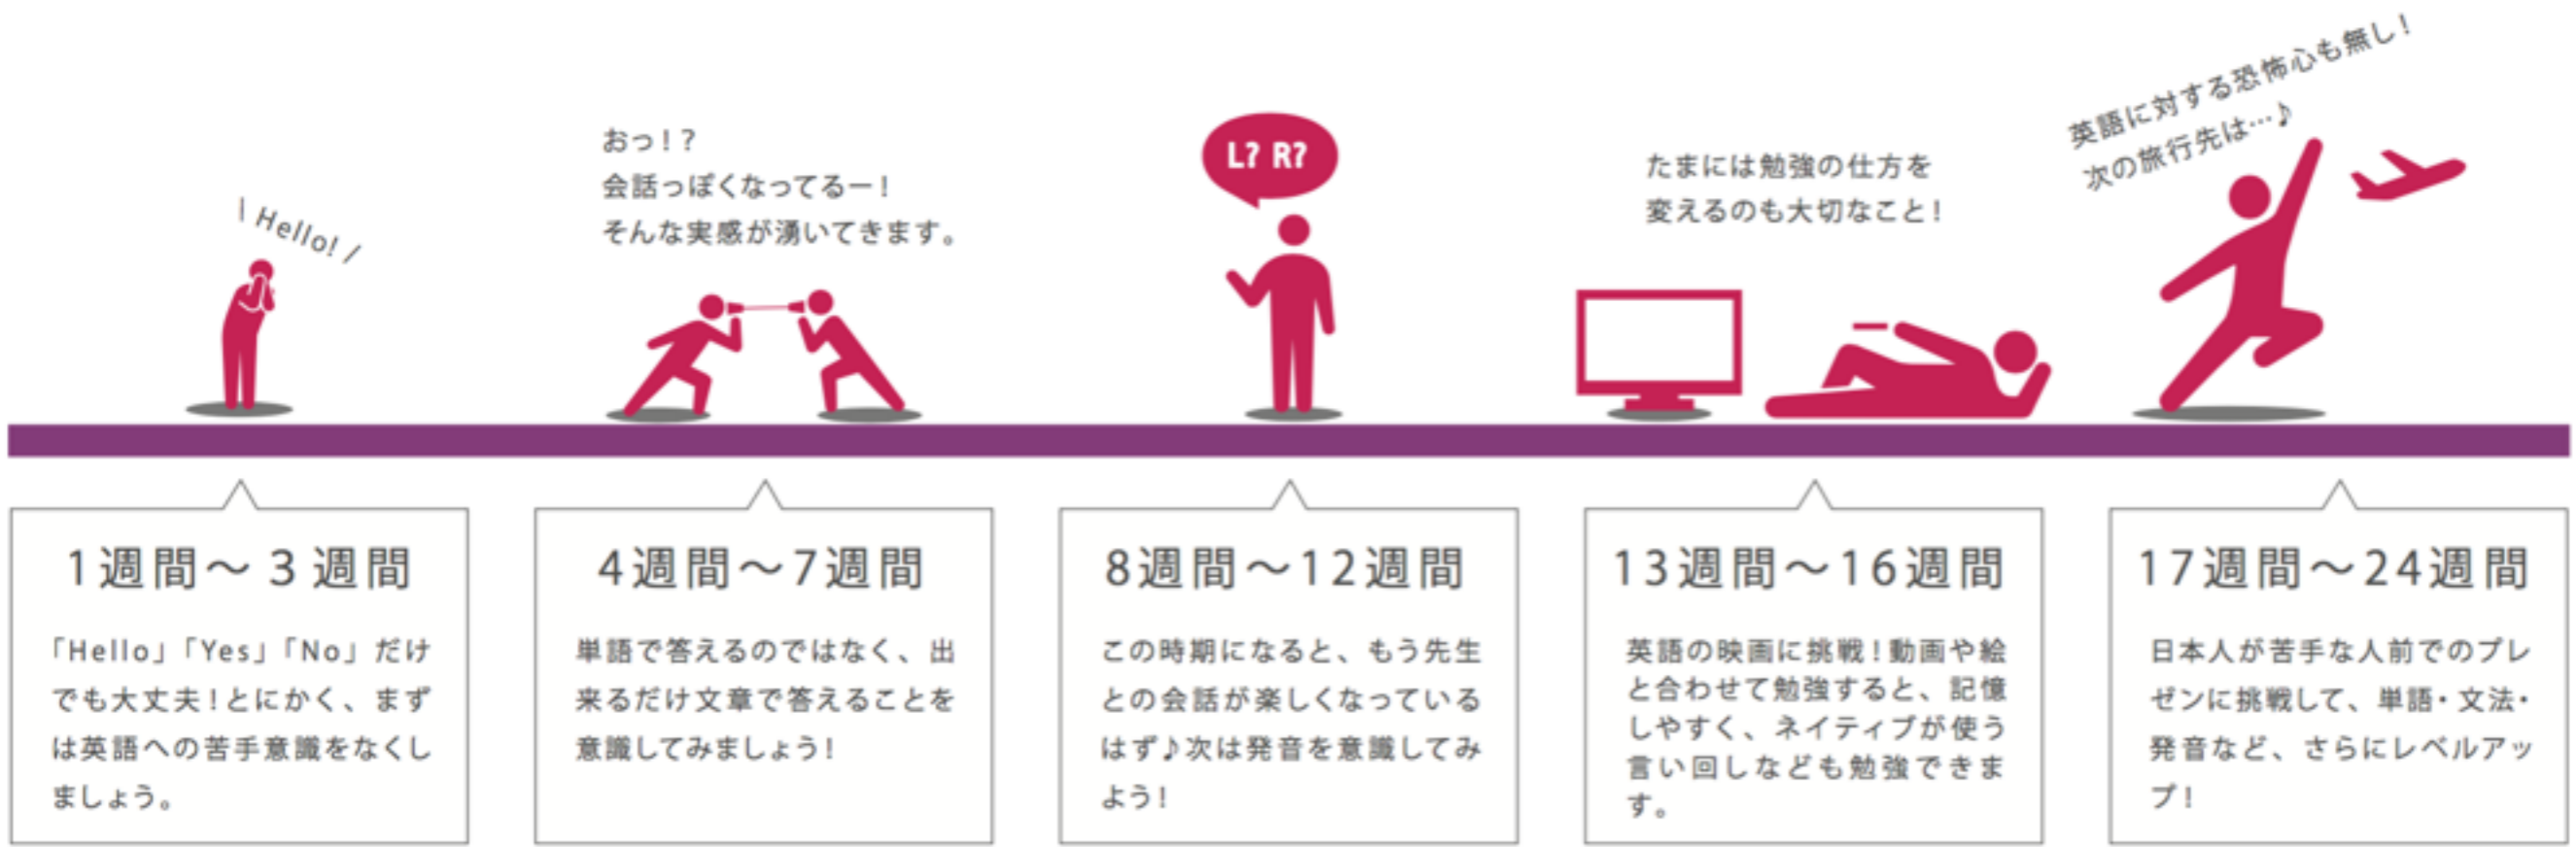 \ Hello! /
おっ！？
会話っぽくなってるー！
そんな実感が湧いてきます。
L? R?
たまには勉強の仕方を
変えるのも大切なこと！
英語に対する恐怖心も無し！
次の旅行先は…♪
1週間〜3週間
「Hello」「Yes」「No」だけ
でも大丈夫！とにかく、まず
は英語への苦手意識をなくし
ましょう。
4週間〜7週間
単語で答えるのではなく、出
来るだけ文章で答えることを
意識してみましょう！
8週間〜12週間
この時期になると、もう先生
との会話が楽しくなっている
はず♪次は発音を意識してみ
よう！
13週間〜16週間
英語の映画に挑戦！動画や絵
と合わせて勉強すると、記憶
しやすく、ネイティブが使う
言い回しなども勉強できま
す。
17週間〜24週間
日本人が苦手な人前でのプレ
ゼンに挑戦して、単語・文法・
発音など、さらにレベルアッ
プ！